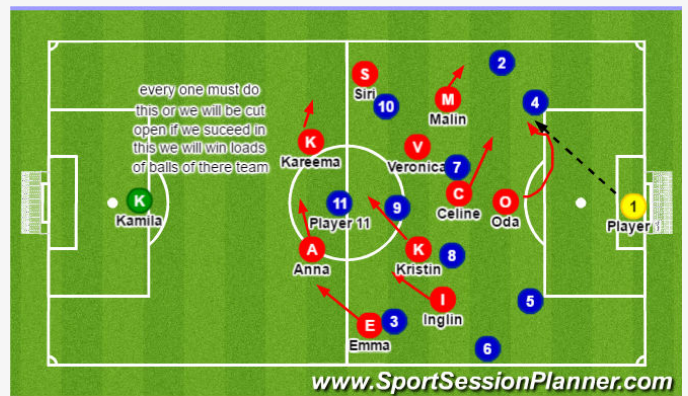 every one must do
this or we will be cut
open if we suceed in
this we will win loads
of balls of there team
S
Siri
2
M
Malin
4
10
K
Kareema
V
Veronica
7
K
Kamila
11
Player 11
9
C
Celine
O
Oda
1
Player 1
A
Anna
K
Kristin
8
I
Inglin
5
E
Emma
3
6
www.SportSessionPlanner.com